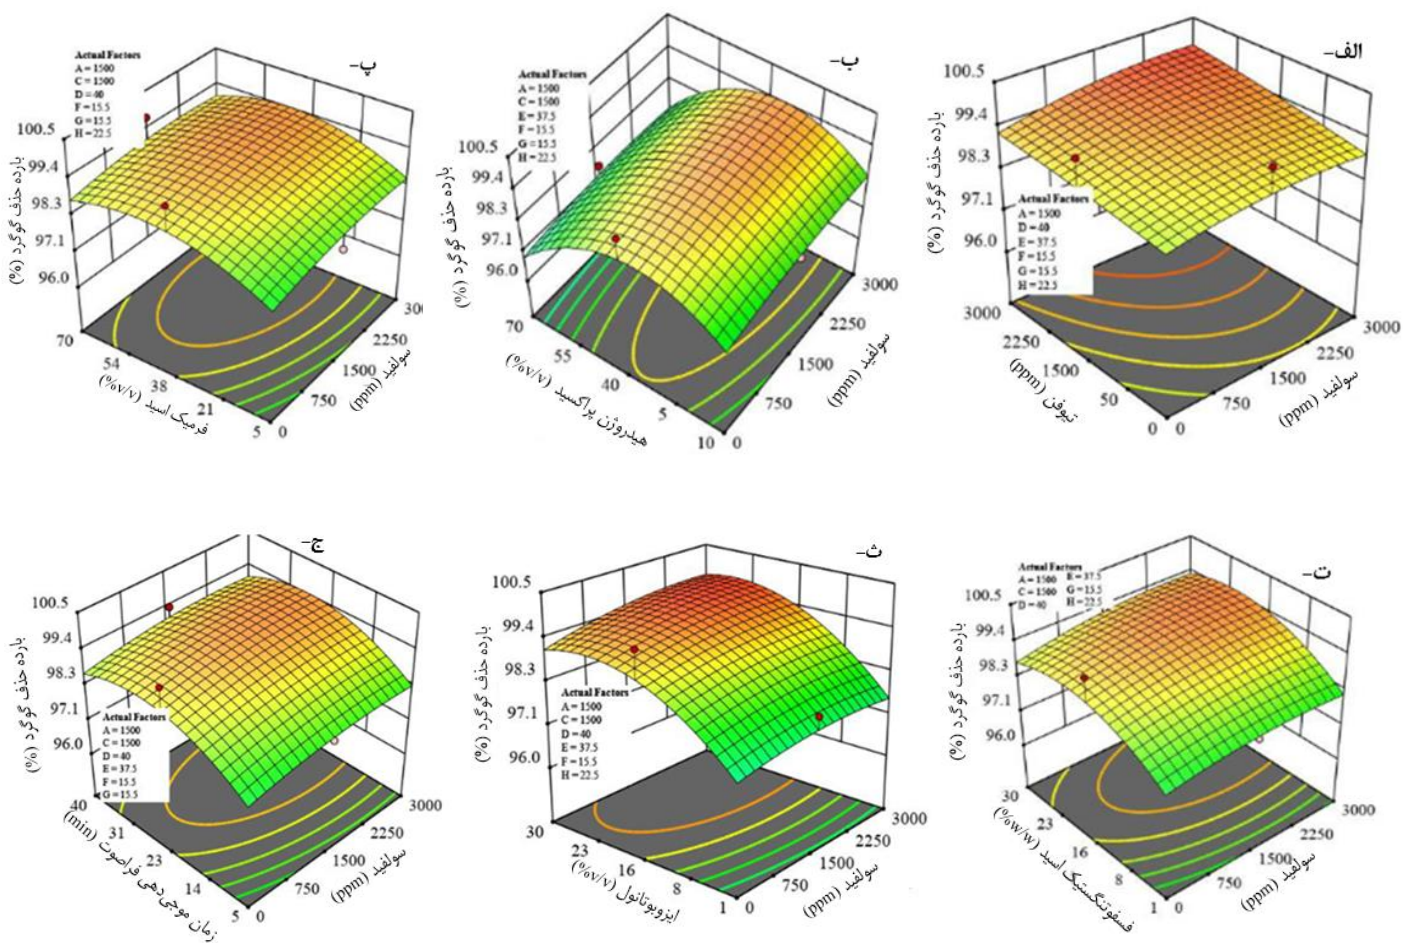 الف-
100.5
99.4
98.3
97.1
96.0
بارده حذف گوگرد (%)
Actual Factors
A = 1500
D = 40
E = 37.5
F = 15.5
G = 15.5
H = 22.5
3000
2250
1500
50
0
تیوفن (ppm)
0
750
1500
2250
3000
سولفید (ppm)
ب-
Actual Factors
A = 1500
C = 1500
E = 37.5
F = 15.5
G = 15.5
H = 22.5
100.5
99.4
98.3
97.1
96.0
بارده حذف گوگرد (%)
70
55
40
5
10
هیدروژن پراکسید (%v/v)
0
750
1500
2250
3000
سولفید (ppm)
پ-
Actual Factors
A = 1500
C = 1500
D = 40
F = 15.5
G = 15.5
H = 22.5
100.5
99.4
98.3
97.1
96.0
بارده حذف گوگرد (%)
70
54
38
21
5
فرمیک اسید (%v/v)
0
750
1500
2250
300
سولفید (ppm)
ت-
Actual Factors
A = 1500 E = 37.5
C = 1500 G = 15.5
D = 40 H = 22.5
100.5
99.4
98.3
97.1
96.0
بارده حذف گوگرد (%)
30
23
16
8
1
فسفوتنگستیک اسید (%w/w)
0
750
1500
2250
3000
سولفید (ppm)
ث-
100.5
99.4
98.3
97.1
96.0
بارده حذف گوگرد (%)
Actual Factors
A = 1500
C = 1500
D = 40
E = 37.5
F = 15.5
H = 22.5
30
23
16
8
1
ایزوبوتانول (%v/v)
0
750
1500
2250
3000
سولفید (ppm)
ج-
100.5
99.4
98.3
97.1
96.0
بارده حذف گوگرد (%)
Actual Factors
A = 1500
C = 1500
D = 40
E = 37.5
F = 15.5
G = 15.5
40
31
23
14
5
زمان موج‌دهی فراصوت (min)
0
750
1500
2250
3000
سولفید (ppm)